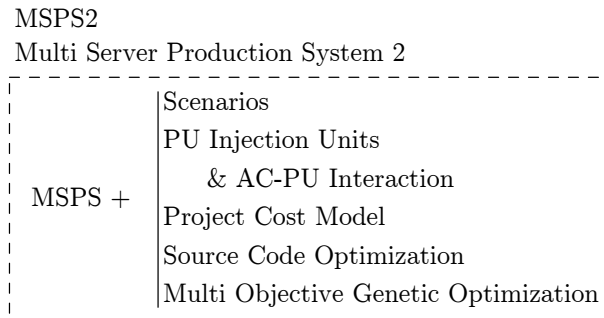 MSPS2
Multi Server Production System 2
Scenarios
PU Injection Units
& AC-PU Interaction
MSPS +
Project Cost Model
Source Code Optimization
Multi Objective Genetic Optimization